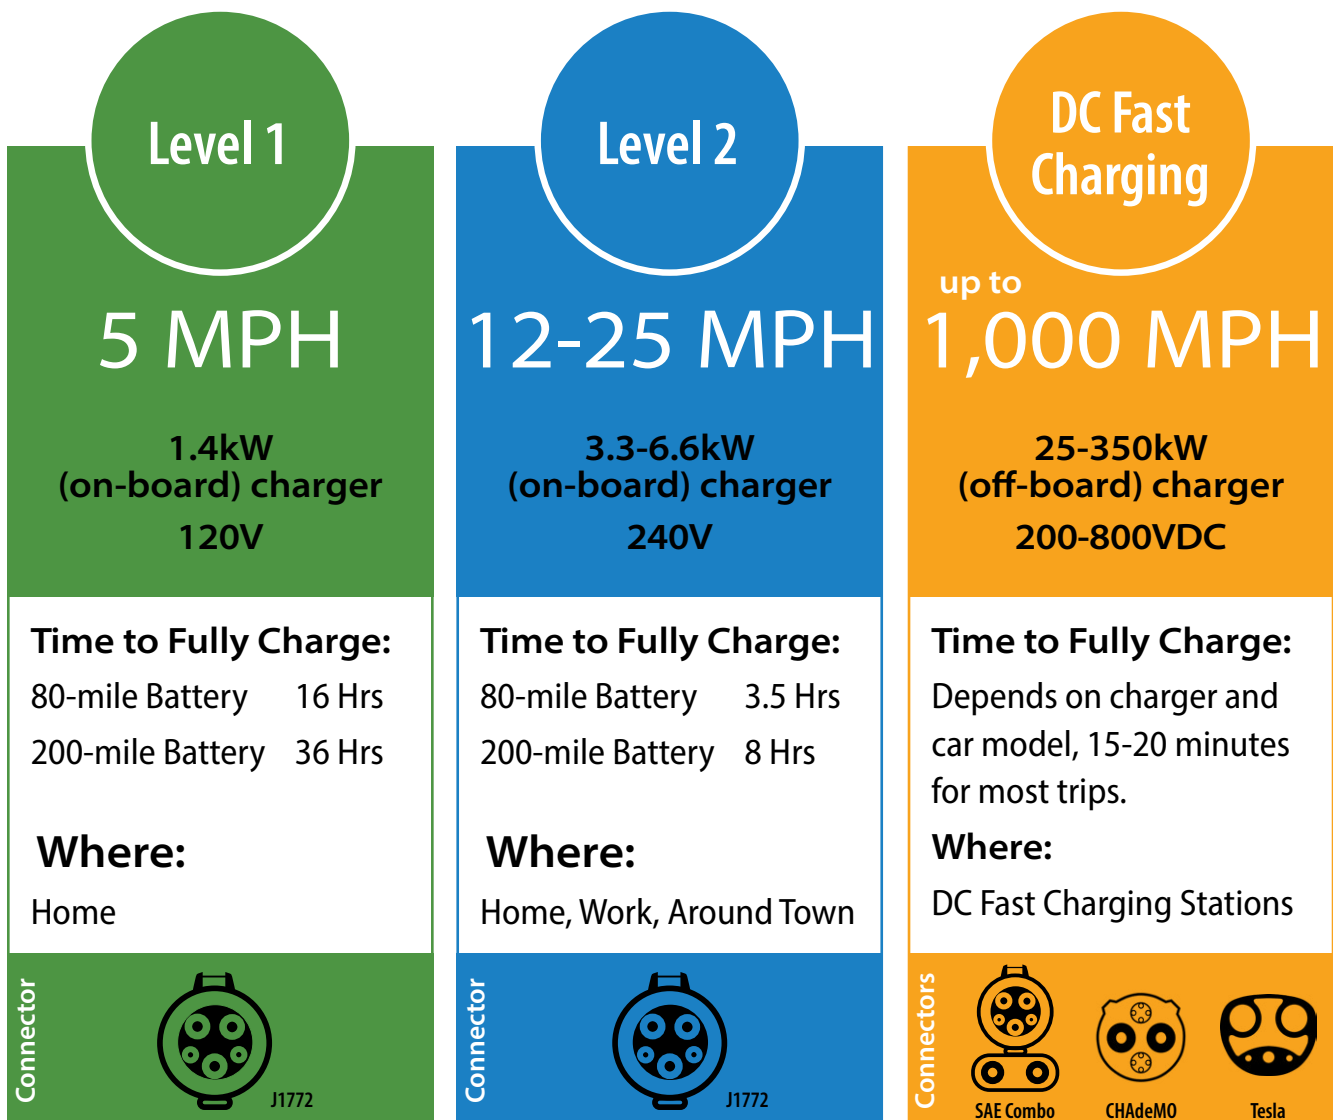 Level 1
5 MPH
1.4kW
(on-board) charger
120V
Time to Fully Charge:
80-mile Battery 16 Hrs
200-mile Battery 36 Hrs
Where:
Home
Connector
J1772
Level 2
12-25 MPH
3.3-6.6kW
(on-board) charger
240V
Time to Fully Charge:
80-mile Battery 3.5 Hrs
200-mile Battery 8 Hrs
Where:
Home, Work, Around Town
Connector
J1772
DC Fast
Charging
up to
1,000 MPH
25-350kW
(off-board) charger
200-800VDC
Time to Fully Charge:
Depends on charger and
car model, 15-20 minutes
for most trips.
Where:
DC Fast Charging Stations
Connectors
SAE Combo
CHAdeMO
Tesla